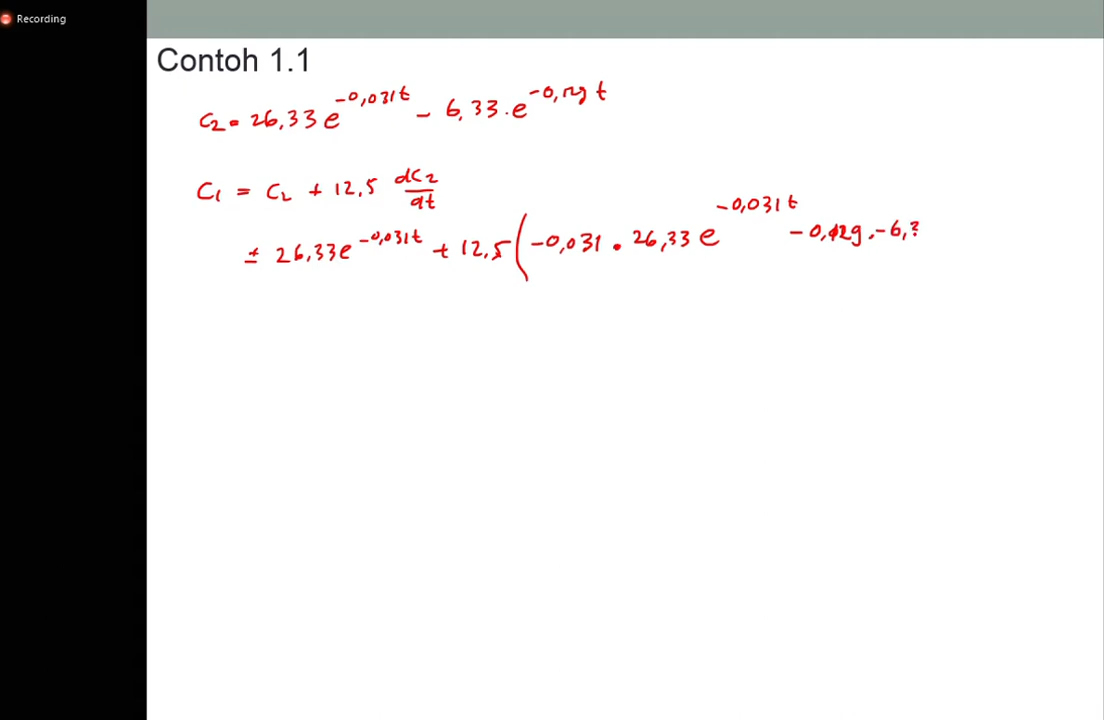 Recording
Contoh 1.1
C₂ = 26,33 e^(-0,031t) - 6,33 . e^(-0,129 t)
C₁ = C₂ + 12,5 dC₂/dt
= 26,33e^(-0,031t) + 12,5 (-0,031 . 26,33 e^(-0,031t) - 0,129 . -6,3